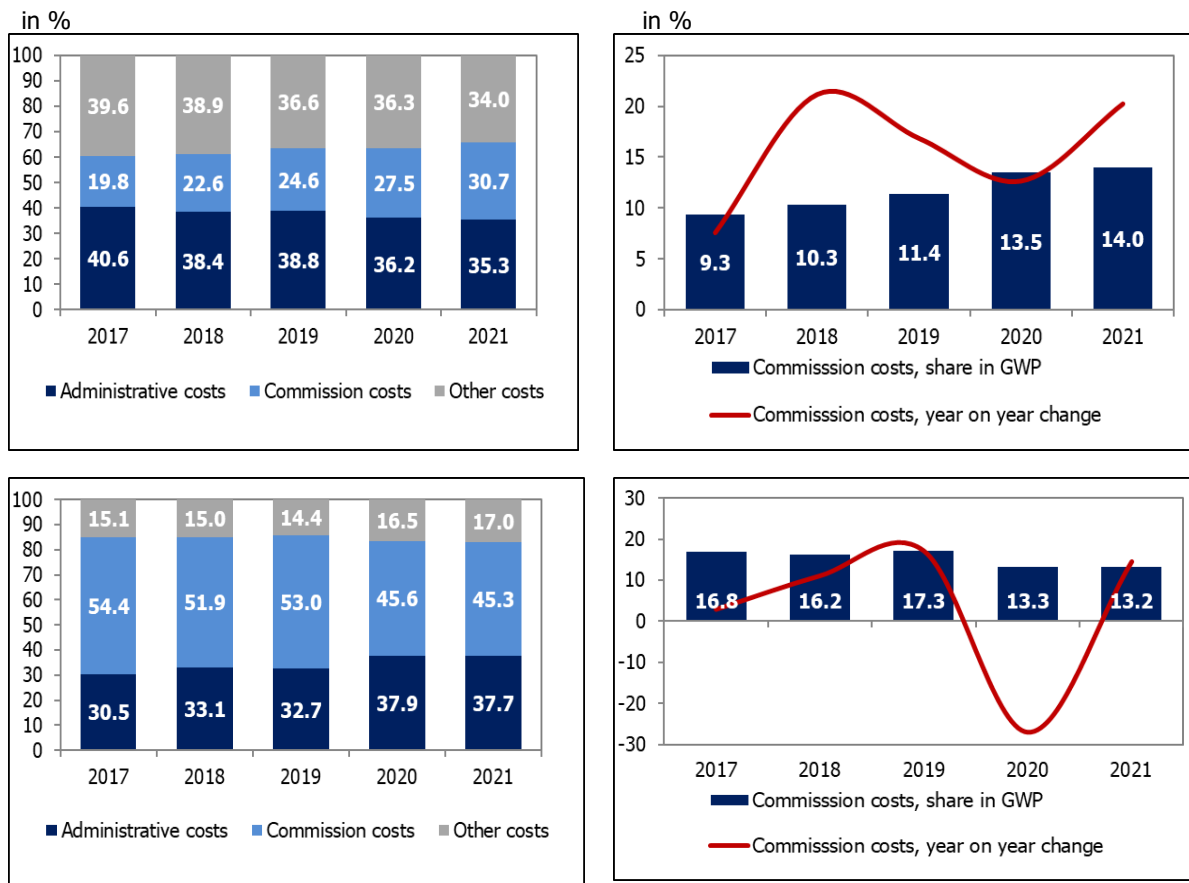 in %
100
90
80
70
60
50
40
30
20
10
0
39.6 38.9 36.6 36.3 34.0
19.8 22.6 24.6 27.5 30.7
40.6 38.4 38.8 36.2 35.3
2017 2018 2019 2020 2021
Administrative costs Commission costs Other costs
in %
25
20
15
10
5
0
9.3 10.3 11.4 13.5 14.0
2017 2018 2019 2020 2021
Commisssion costs, share in GWP
Commisssion costs, year on year change
100
90
80
70
60
50
40
30
20
10
0
15.1 15.0 14.4 16.5 17.0
54.4 51.9 53.0 45.6 45.3
30.5 33.1 32.7 37.9 37.7
2017 2018 2019 2020 2021
Administrative costs Commission costs Other costs
30
20
10
0
-10
-20
-30
16.8 16.2 17.3 13.3 13.2
2017 2018 2019 2020 2021
Commisssion costs, share in GWP
Commisssion costs, year on year change